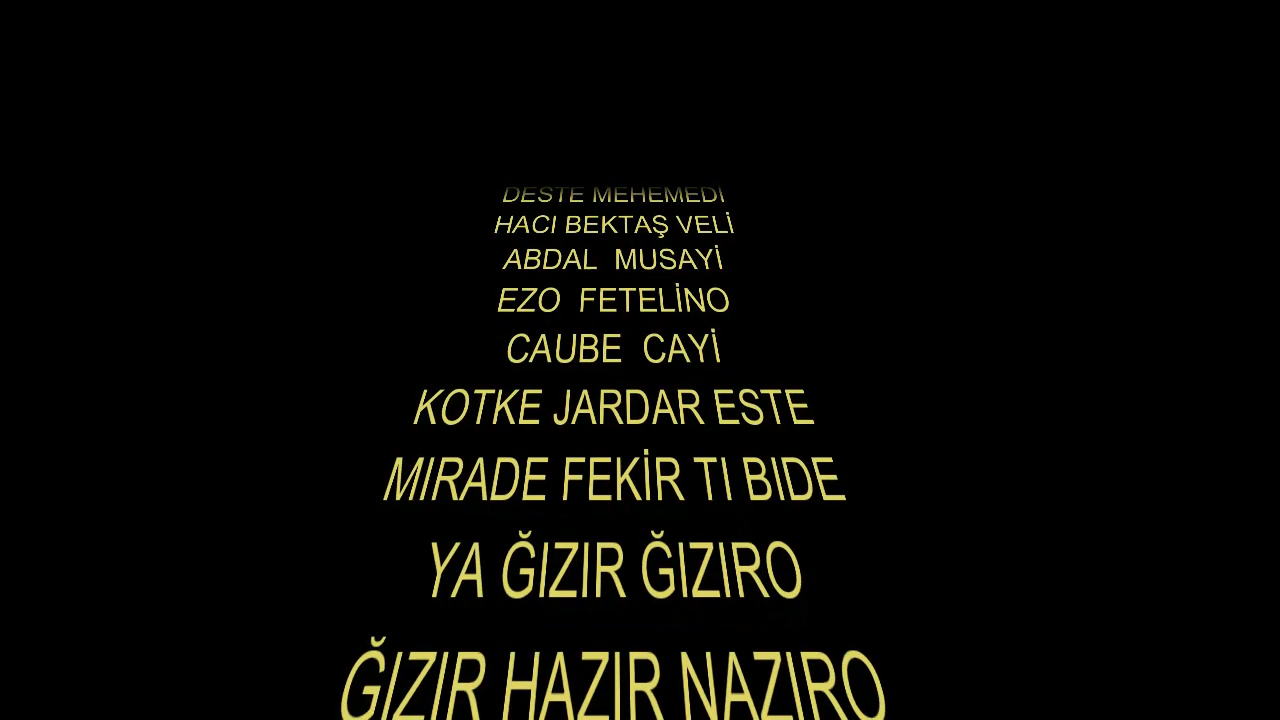 DESTE MEHEMEDİ
HACI BEKTAŞ VELİ
ABDAL MUSAYİ
EZO FETELİNO
CAUBE CAYİ
KOTKE JARDAR ESTE
MIRADE FEKİR TI BIDE
YA ĞIZIR ĞIZIRO
ĞIZIR HAZIR NAZIRO